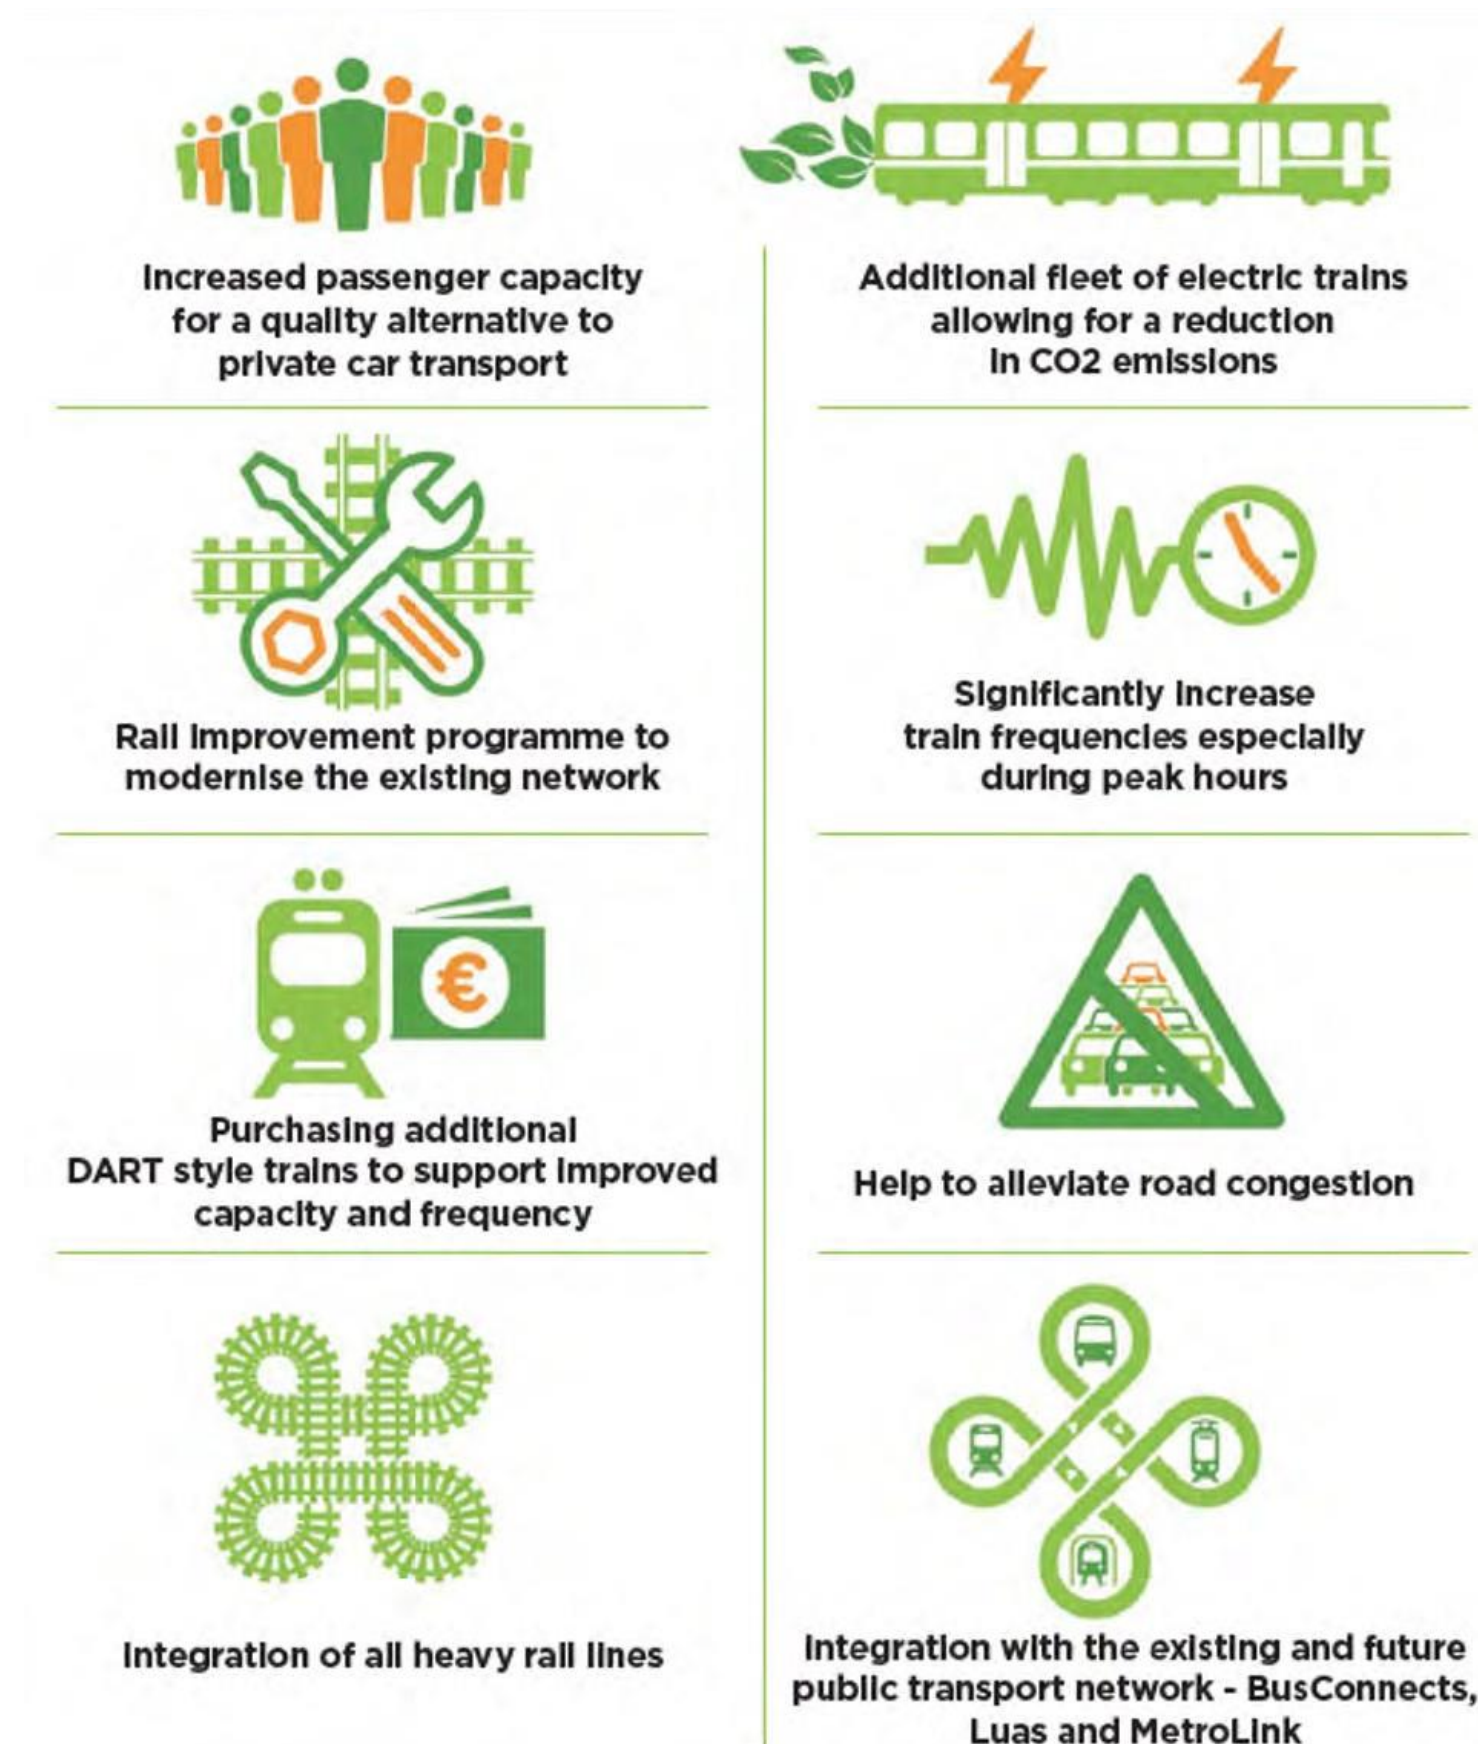 Increased passenger capacity
for a quality alternative to
private car transport
Additional fleet of electric trains
allowing for a reduction
in CO2 emissions
Rail improvement programme to
modernise the existing network
Significantly increase
train frequencies especially
during peak hours
€
Purchasing additional
DART style trains to support improved
capacity and frequency
Help to alleviate road congestion
Integration of all heavy rail lines
Integration with the existing and future
public transport network - BusConnects,
Luas and MetroLink